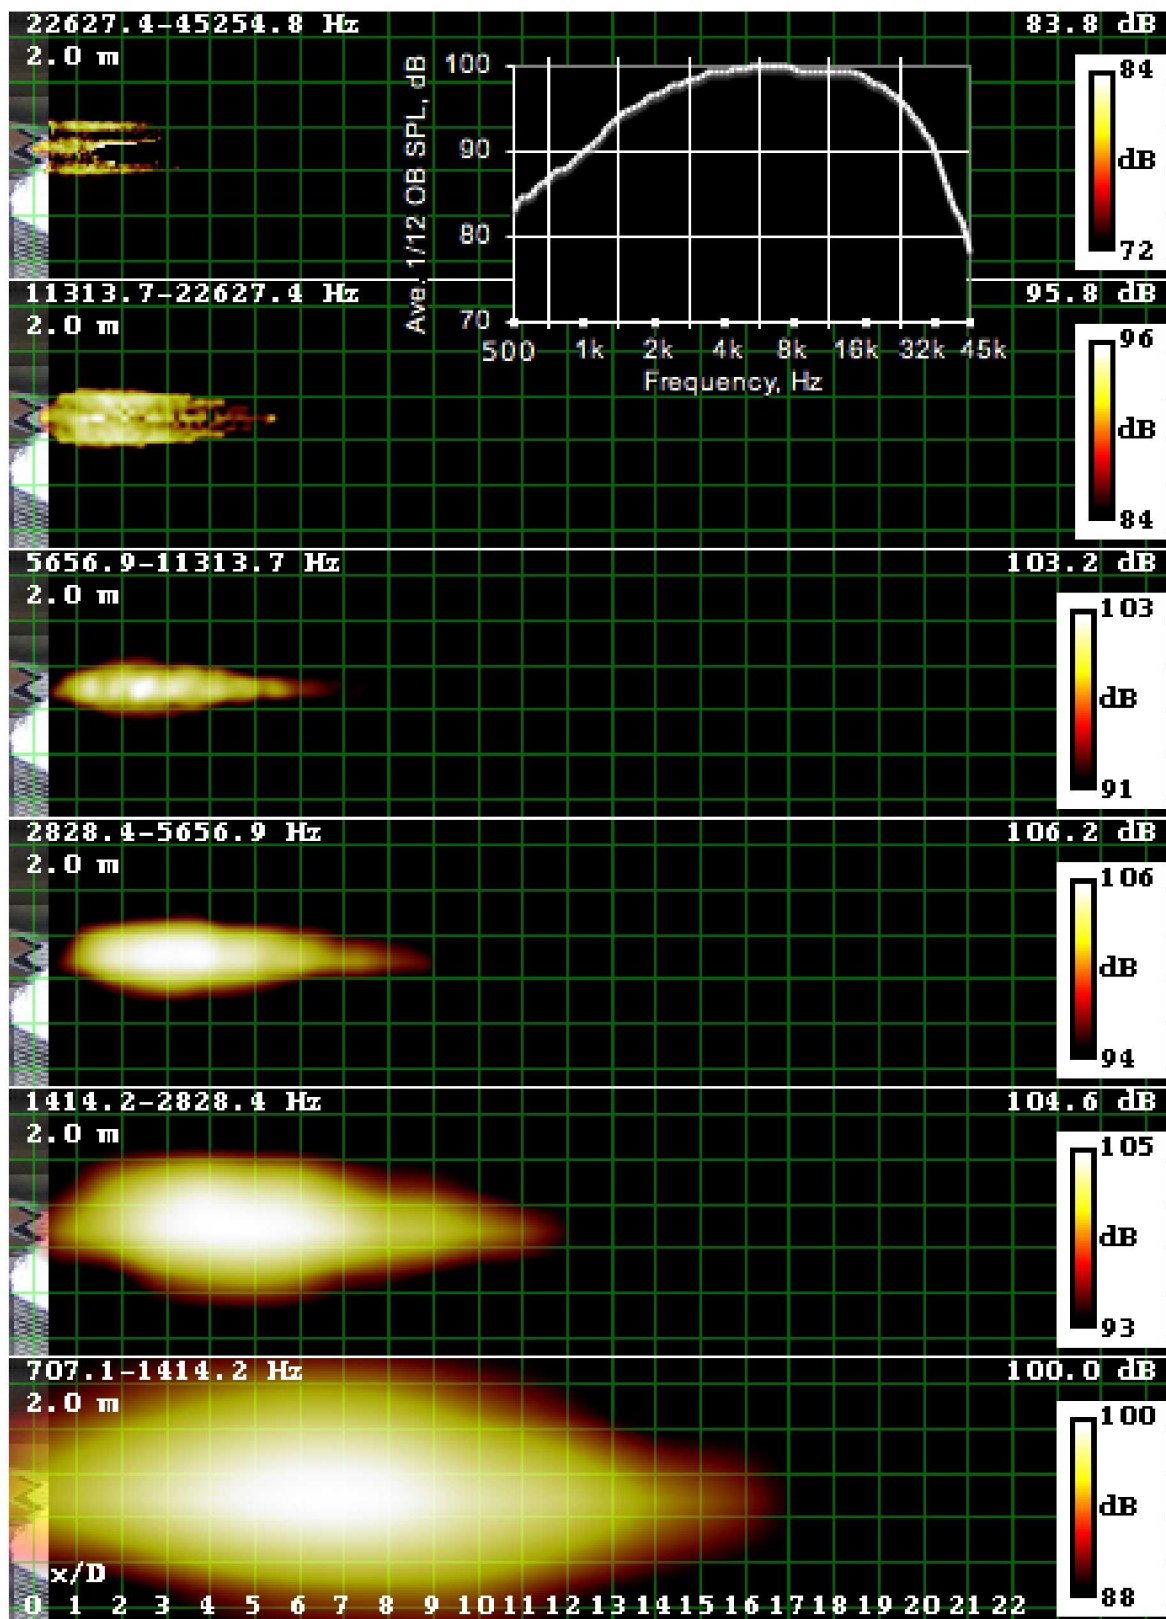 22627.4-45254.8 Hz 83.8 dB
2.0 m
84
dB
72
Ave. 1/12 OB SPL, dB
100
90
80
70
500 1k 2k 4k 8k 16k 32k 45k
Frequency, Hz
11313.7-22627.4 Hz 95.8 dB
2.0 m
96
dB
84
5656.9-11313.7 Hz 103.2 dB
2.0 m
103
dB
91
2828.4-5656.9 Hz 106.2 dB
2.0 m
106
dB
94
1414.2-2828.4 Hz 104.6 dB
2.0 m
105
dB
93
707.1-1414.2 Hz 100.0 dB
2.0 m
100
dB
88
x/D
0 1 2 3 4 5 6 7 8 9 10 11 12 13 14 15 16 17 18 19 20 21 22